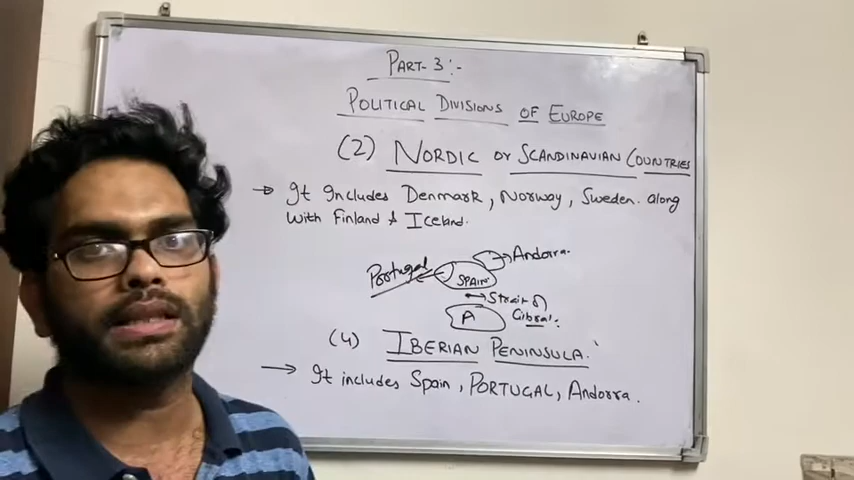 PART-3:-
POLITICAL DIVISIONS OF EUROPE
(2) NORDIC or SCANDINAVIAN COUNTRIES
→ It Includes Denmark, Norway, Sweden. along
with Finland & Iceland.
Andorra.
Portugal
SPAIN
Strait of
A
Gibral.
(4) IBERIAN PENINSULA.
→ It includes Spain, PORTUGAL, Andorra.